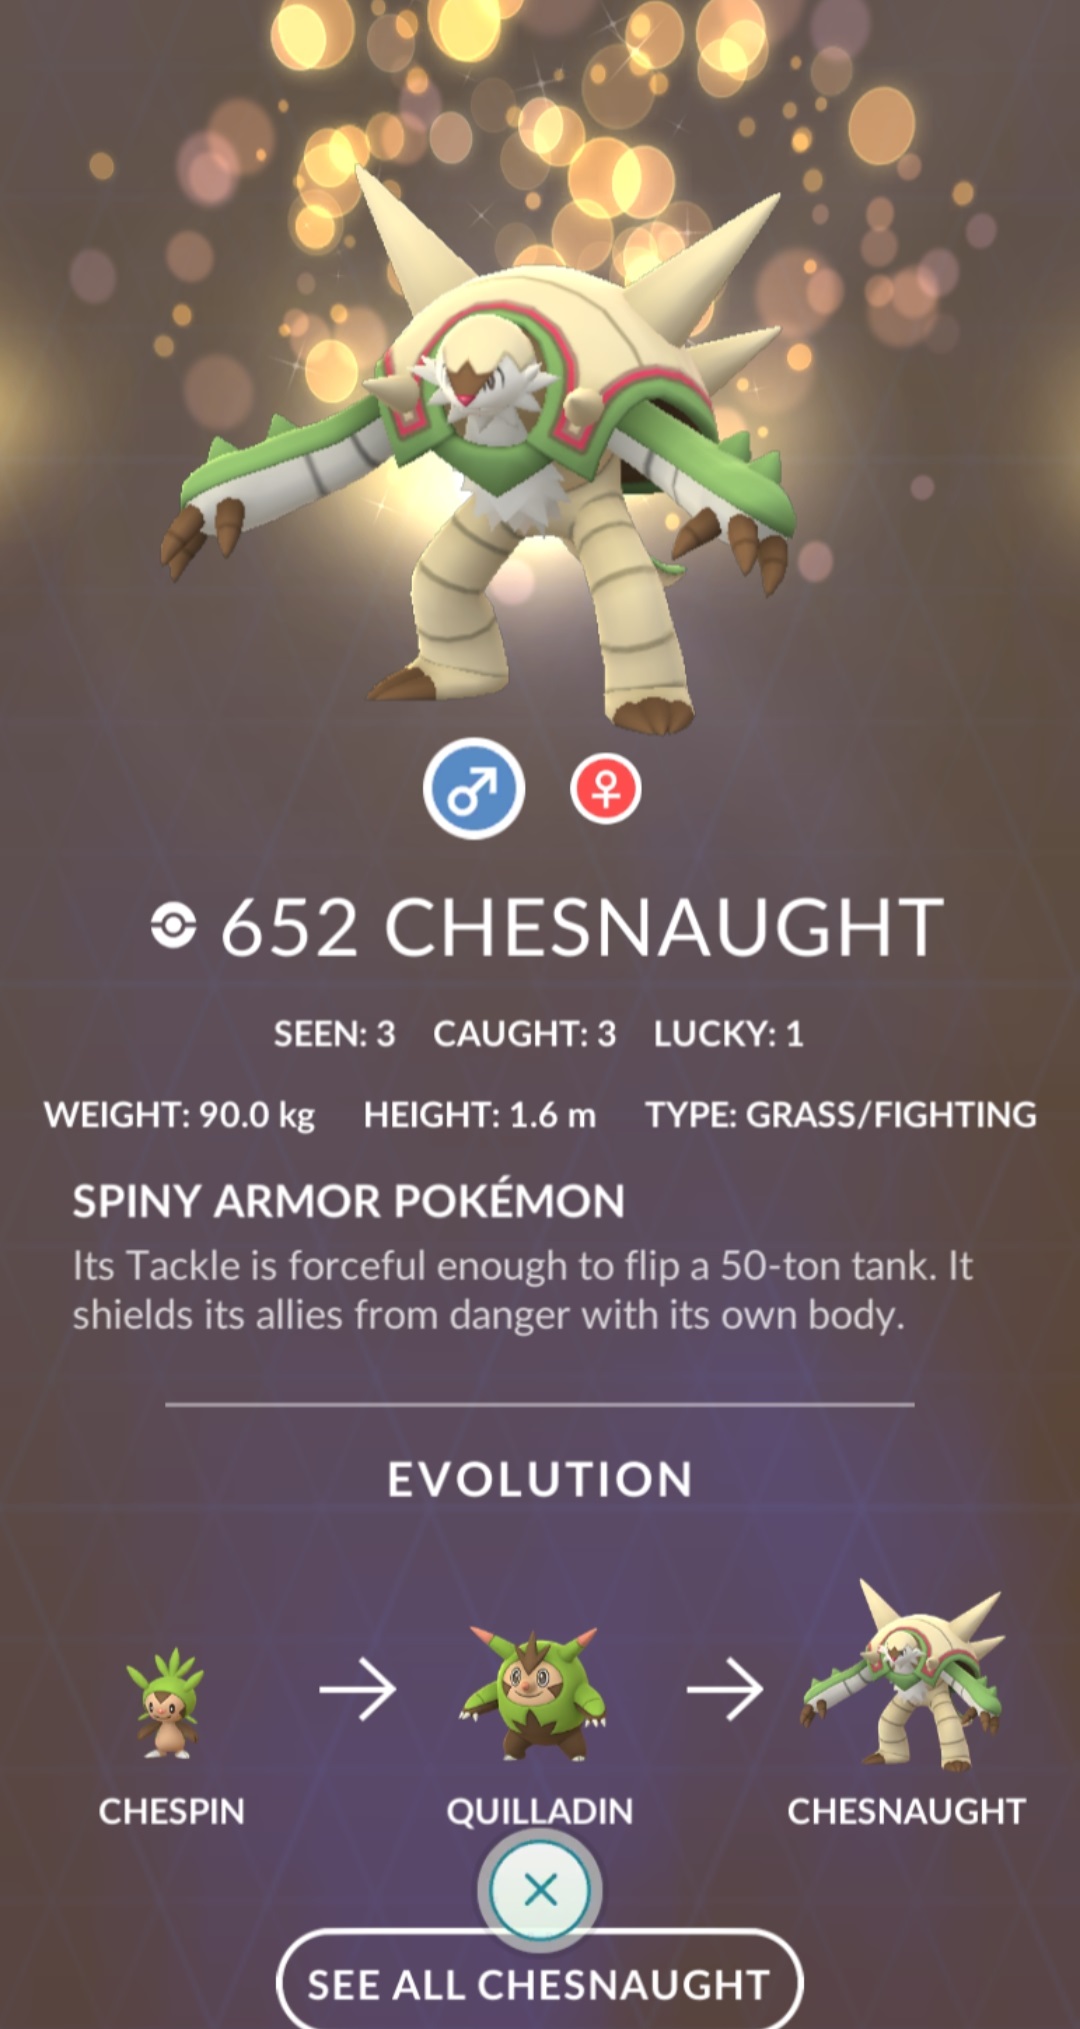 652 CHESNAUGHT
SEEN: 3 CAUGHT: 3 LUCKY: 1
WEIGHT: 90.0 kg HEIGHT: 1.6 m TYPE: GRASS/FIGHTING
SPINY ARMOR POKÉMON
Its Tackle is forceful enough to flip a 50-ton tank. It
shields its allies from danger with its own body.
EVOLUTION
CHESPIN QUILLADIN CHESNAUGHT
SEE ALL CHESNAUGHT